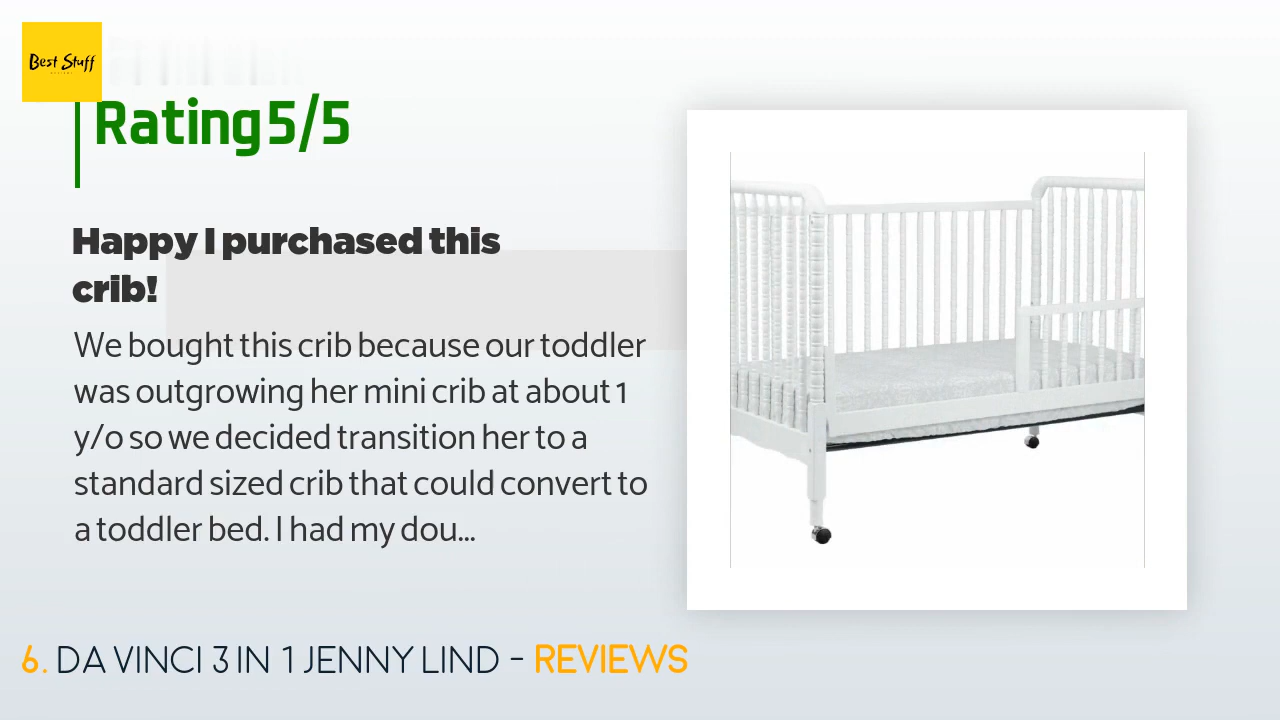 Best Stuff
Rating 5/5
Happy I purchased this
crib!
We bought this crib because our toddler
was outgrowing her mini crib at about 1
y/o so we decided transition her to a
standard sized crib that could convert to
a toddler bed. I had my dou...
6. DA VINCI 3 IN 1 JENNY LIND - REVIEWS